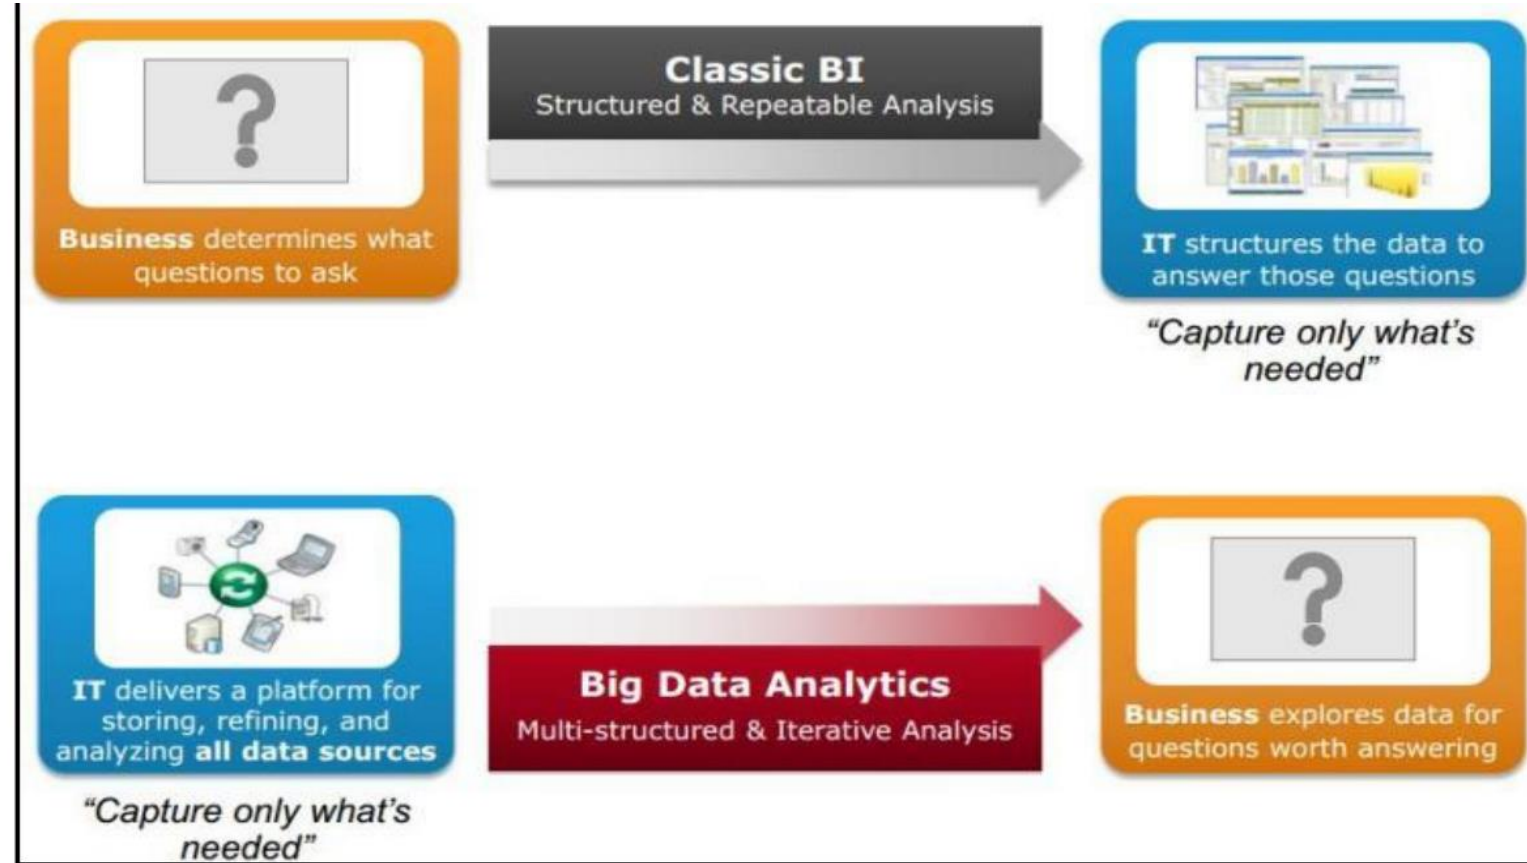 Classic BI
Structured & Repeatable Analysis
Business determines what
questions to ask
IT structures the data to
answer those questions
“Capture only what’s
needed”
IT delivers a platform for
storing, refining, and
analyzing all data sources
“Capture only what’s
needed”
Big Data Analytics
Multi-structured & Iterative Analysis
Business explores data for
questions worth answering